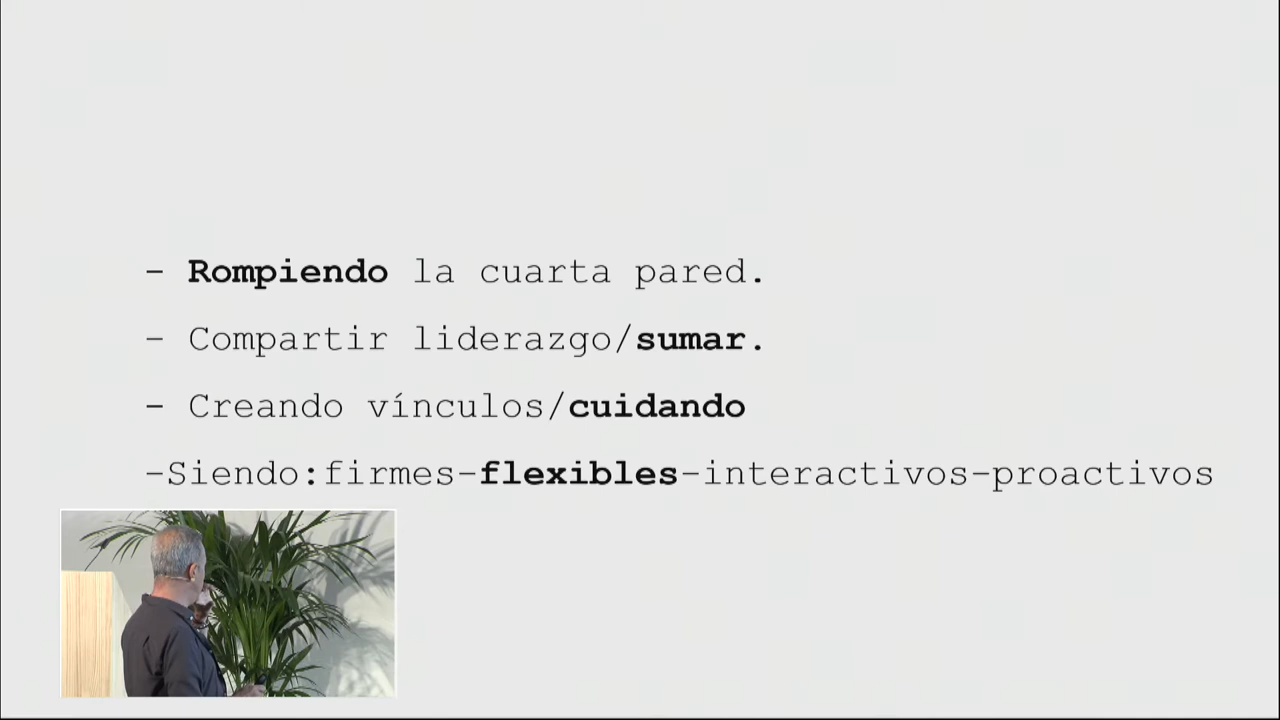 - Rompiendo la cuarta pared.
- Compartir liderazgo/sumar.
- Creando vínculos/cuidando
-Siendo:firmes-flexibles-interactivos-proactivos